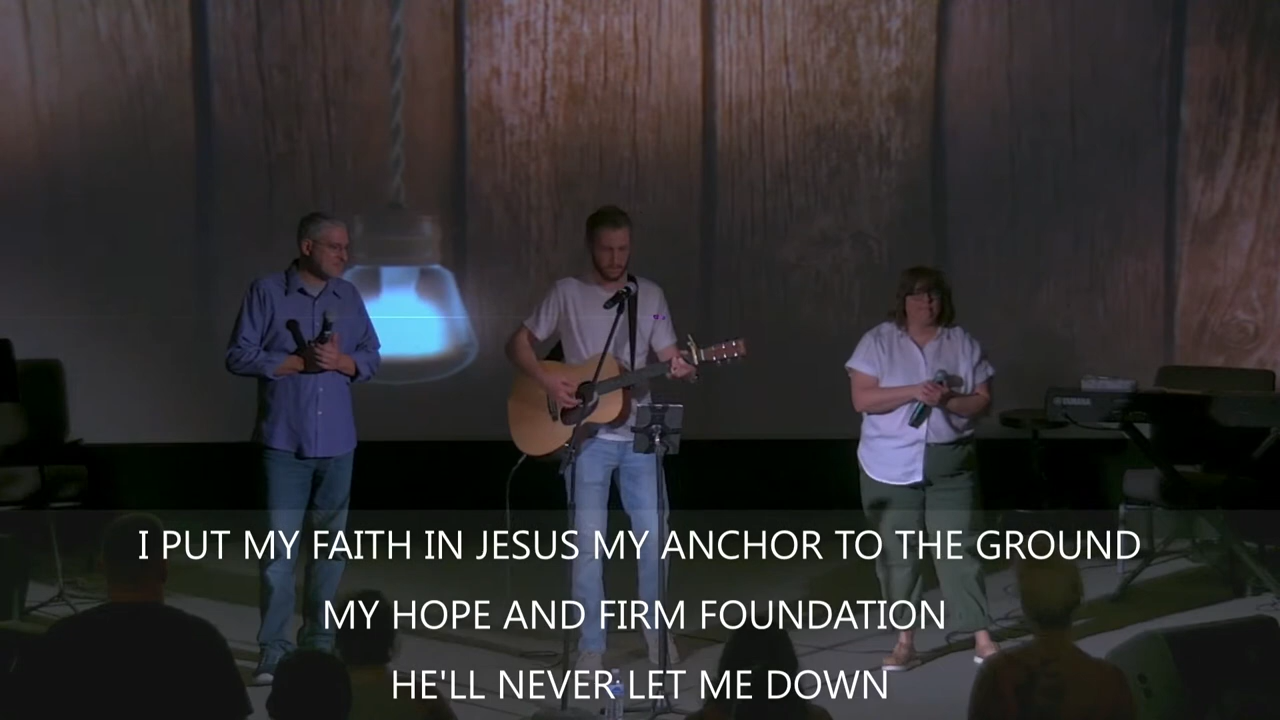 YAMAHA
I PUT MY FAITH IN JESUS MY ANCHOR TO THE GROUND
MY HOPE AND FIRM FOUNDATION
HE'LL NEVER LET ME DOWN